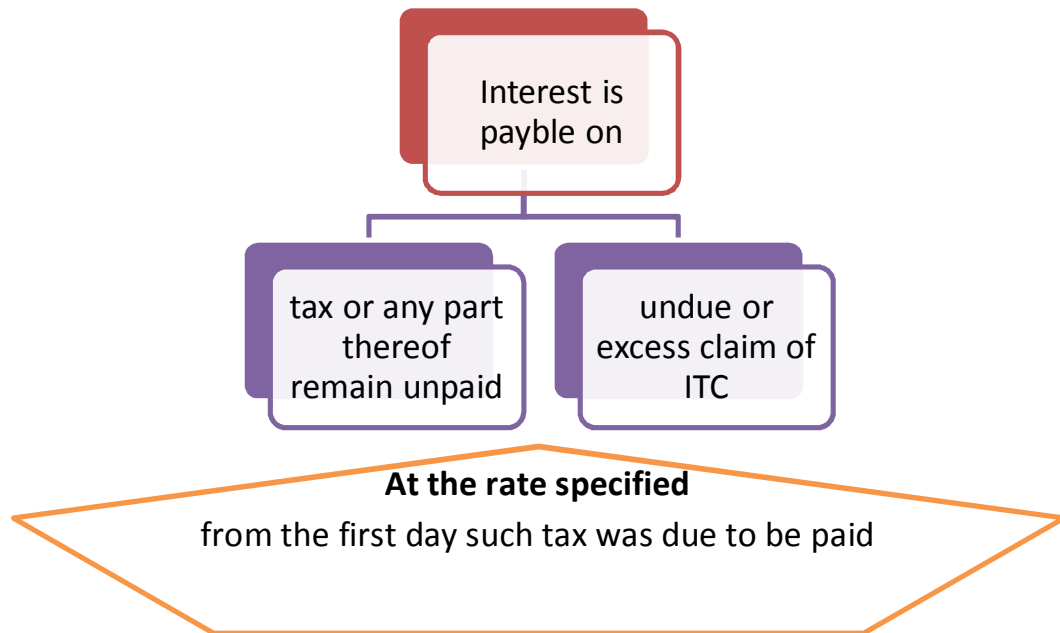 Interest is
payble on
tax or any part
thereof
remain unpaid
undue or
excess claim of
ITC
At the rate specified
from the first day such tax was due to be paid